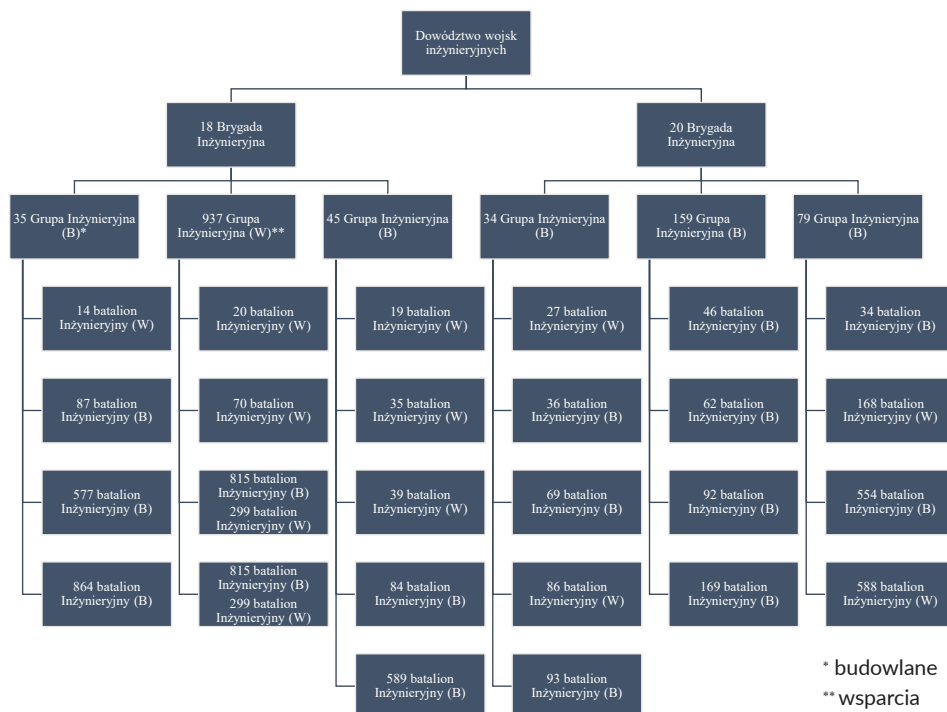 Dowództwo wojsk
inżynieryjnych
18 Brygada
Inżynieryjna
20 Brygada
Inżynieryjna
35 Grupa Inżynieryjna
(B)*
937 Grupa
Inżynieryjna (W)**
45 Grupa Inżynieryjna
(B)
34 Grupa Inżynieryjna
(B)
159 Grupa
Inżynieryjna (B)
79 Grupa Inżynieryjna
(B)
14 batalion
Inżynieryjny (W)
20 batalion
Inżynieryjny (W)
19 batalion
Inżynieryjny (W)
27 batalion
Inżynieryjny (W)
46 batalion
Inżynieryjny (B)
34 batalion
Inżynieryjny (B)
87 batalion
Inżynieryjny (B)
70 batalion
Inżynieryjny (W)
35 batalion
Inżynieryjny (W)
36 batalion
Inżynieryjny (B)
62 batalion
Inżynieryjny (B)
168 batalion
Inżynieryjny (W)
577 batalion
Inżynieryjny (B)
815 batalion
Inżynieryjny (B)
299 batalion
Inżynieryjny (W)
39 batalion
Inżynieryjny (W)
69 batalion
Inżynieryjny (B)
92 batalion
Inżynieryjny (B)
554 batalion
Inżynieryjny (B)
864 batalion
Inżynieryjny (B)
815 batalion
Inżynieryjny (B)
299 batalion
Inżynieryjny (W)
84 batalion
Inżynieryjny (B)
86 batalion
Inżynieryjny (W)
169 batalion
Inżynieryjny (B)
588 batalion
Inżynieryjny (W)
589 batalion
Inżynieryjny (B)
93 batalion
Inżynieryjny (B)
* budowlane
** wsparcia